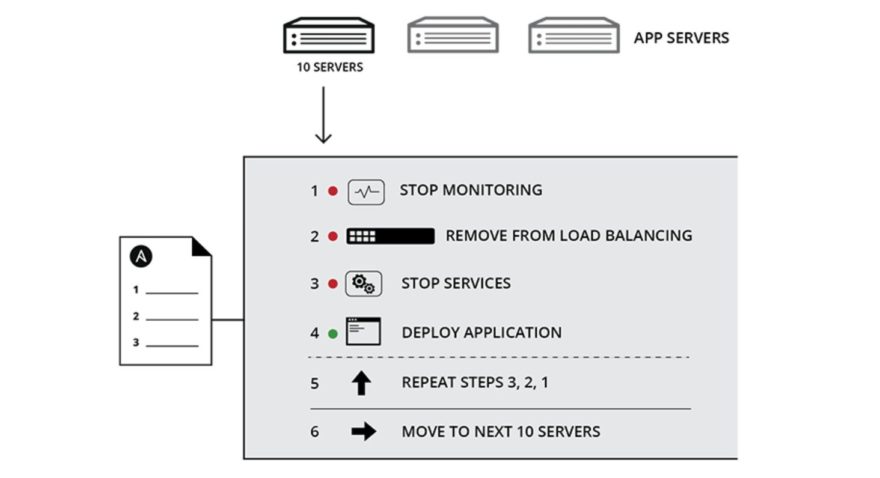 APP SERVERS
10 SERVERS
1 STOP MONITORING
2 REMOVE FROM LOAD BALANCING
3 STOP SERVICES
4 DEPLOY APPLICATION
5 REPEAT STEPS 3, 2, 1
6 MOVE TO NEXT 10 SERVERS
A
1
2
3